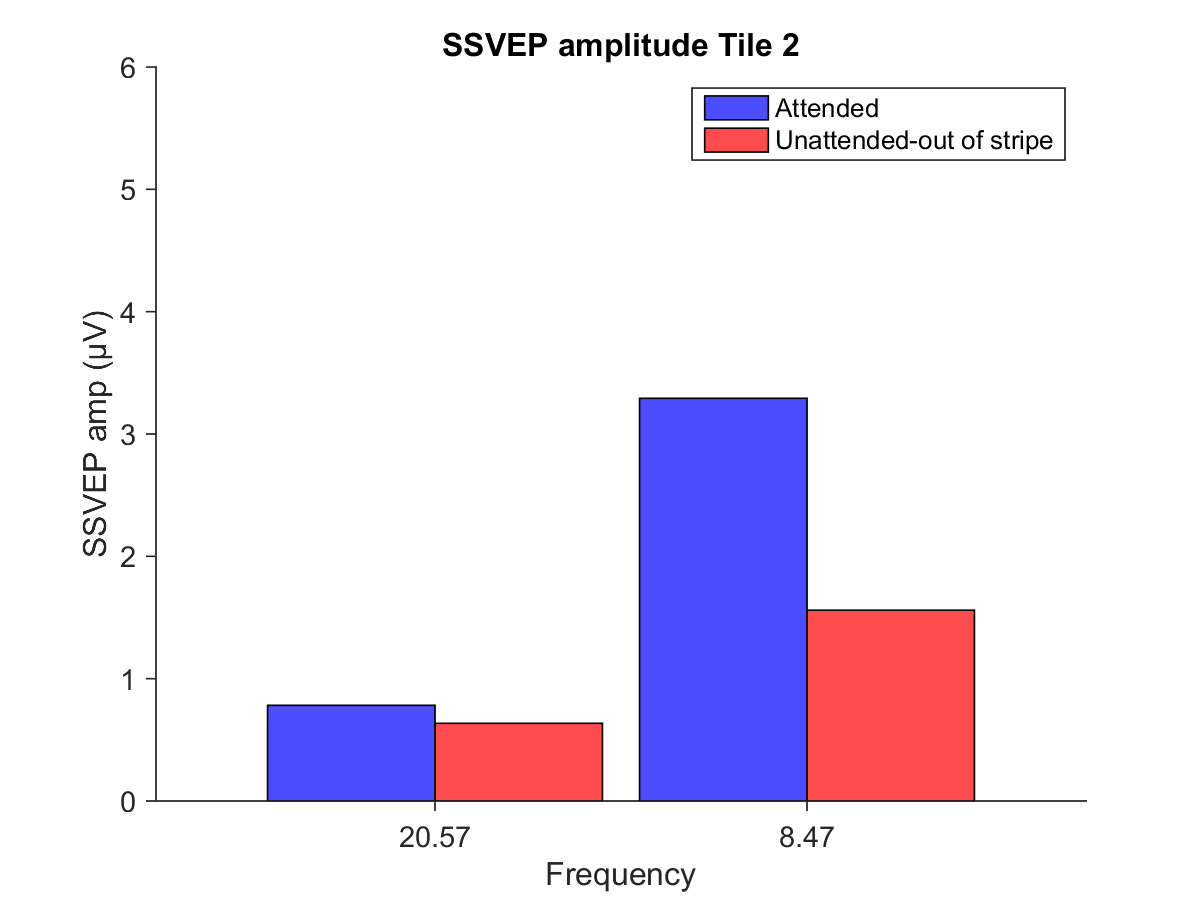 SSVEP amplitude Tile 2
6
Attended
Unattended-out of stripe
5
4
3
2
1
0
SSVEP amp (µV)
20.57 8.47
Frequency